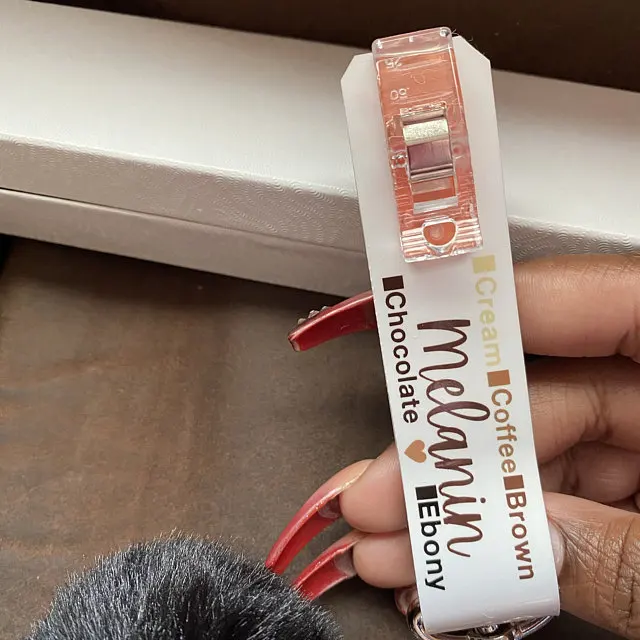 ■Cream■Coffee■Brown
Melanin
■Chocolate 🤎 ■Ebony